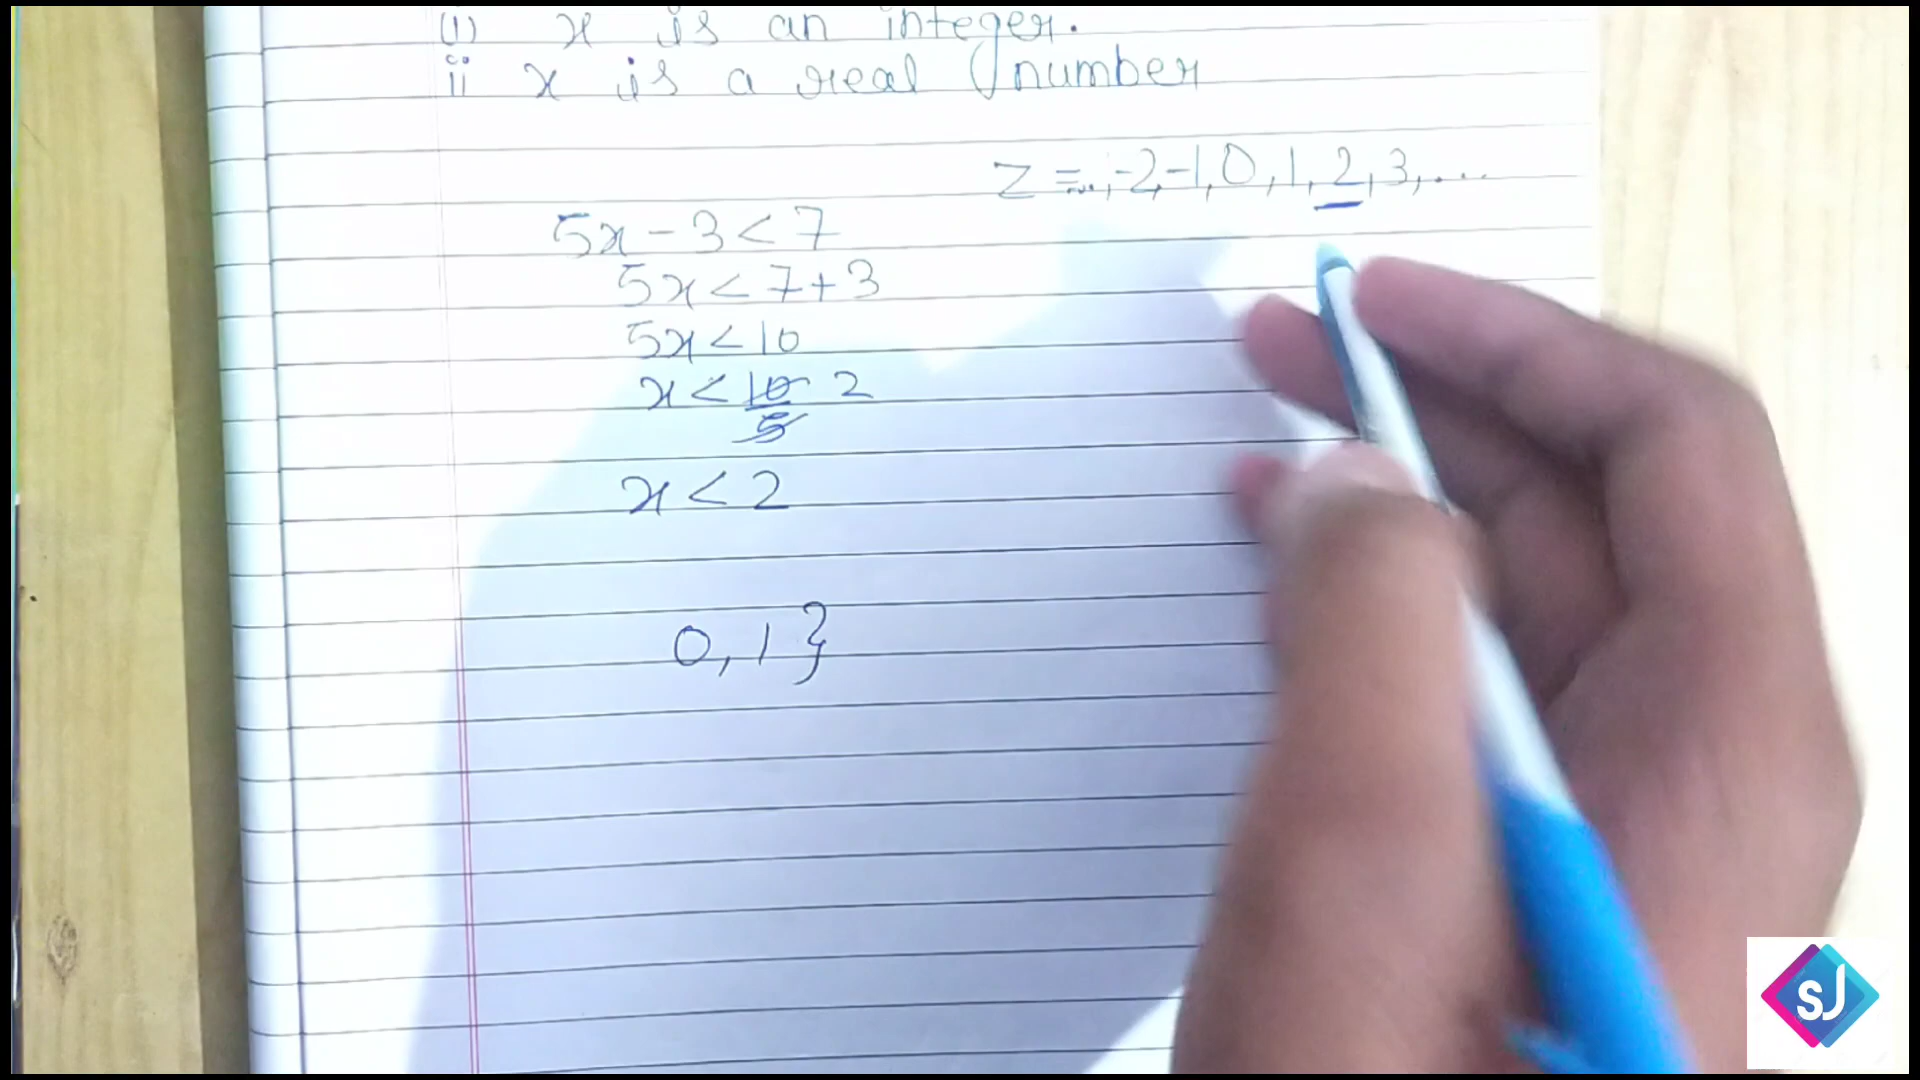 (i) x is an integer.
ii x is a real number
Z = ..., -2, -1, 0, 1, 2, 3, ...
5x - 3 < 7
5x < 7 + 3
5x < 10
x < 10/5 2
x < 2
0, 1 }
SJ